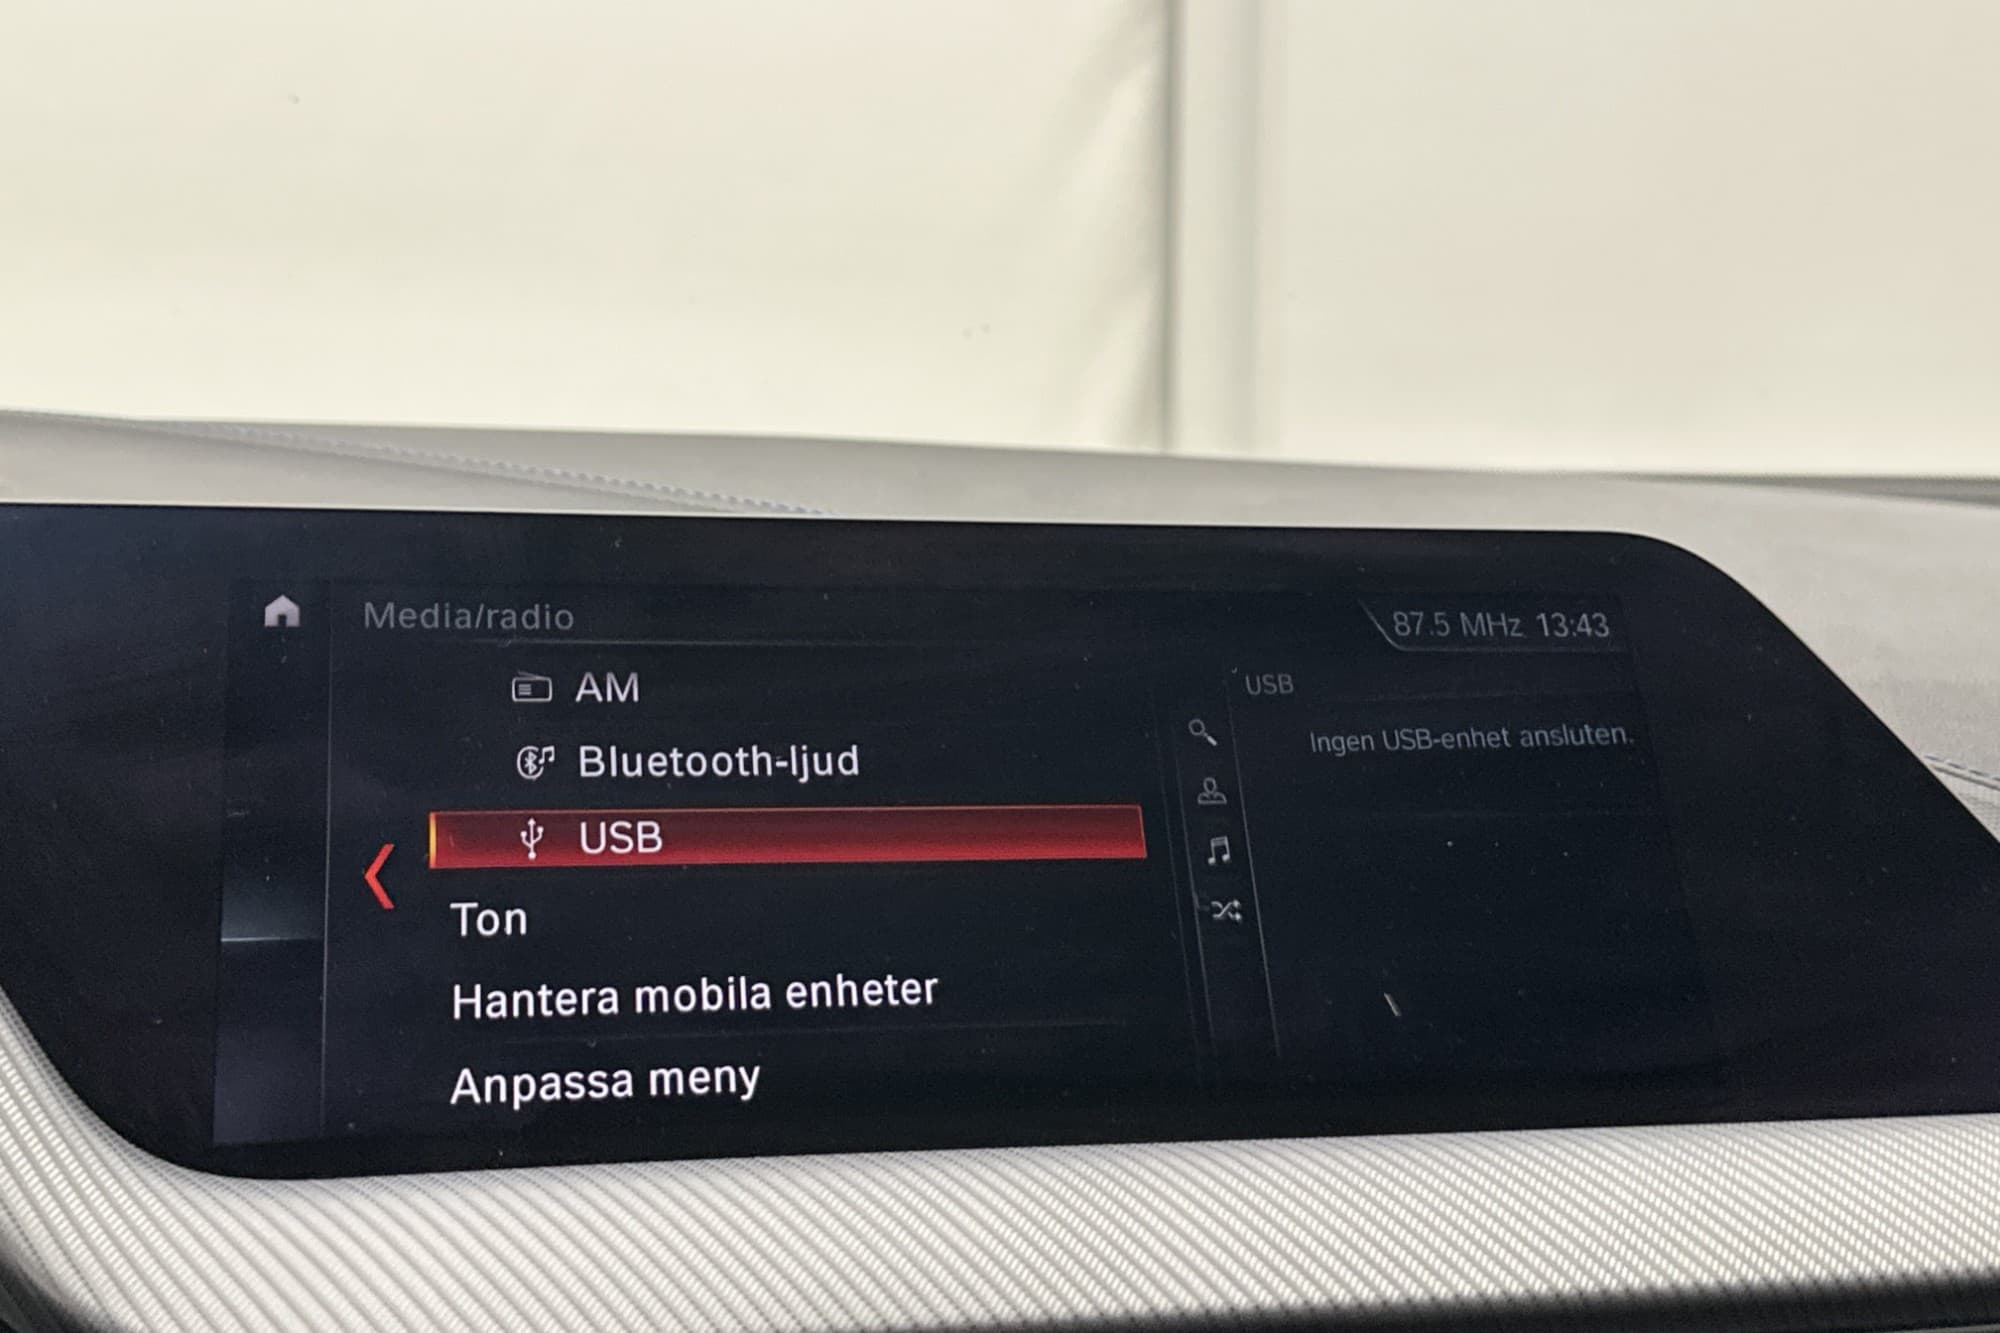 Media/radio
87.5 MHz 13:43
AM
Bluetooth-ljud
USB
Ton
Hantera mobila enheter
Anpassa meny
USB
Ingen USB-enhet ansluten.